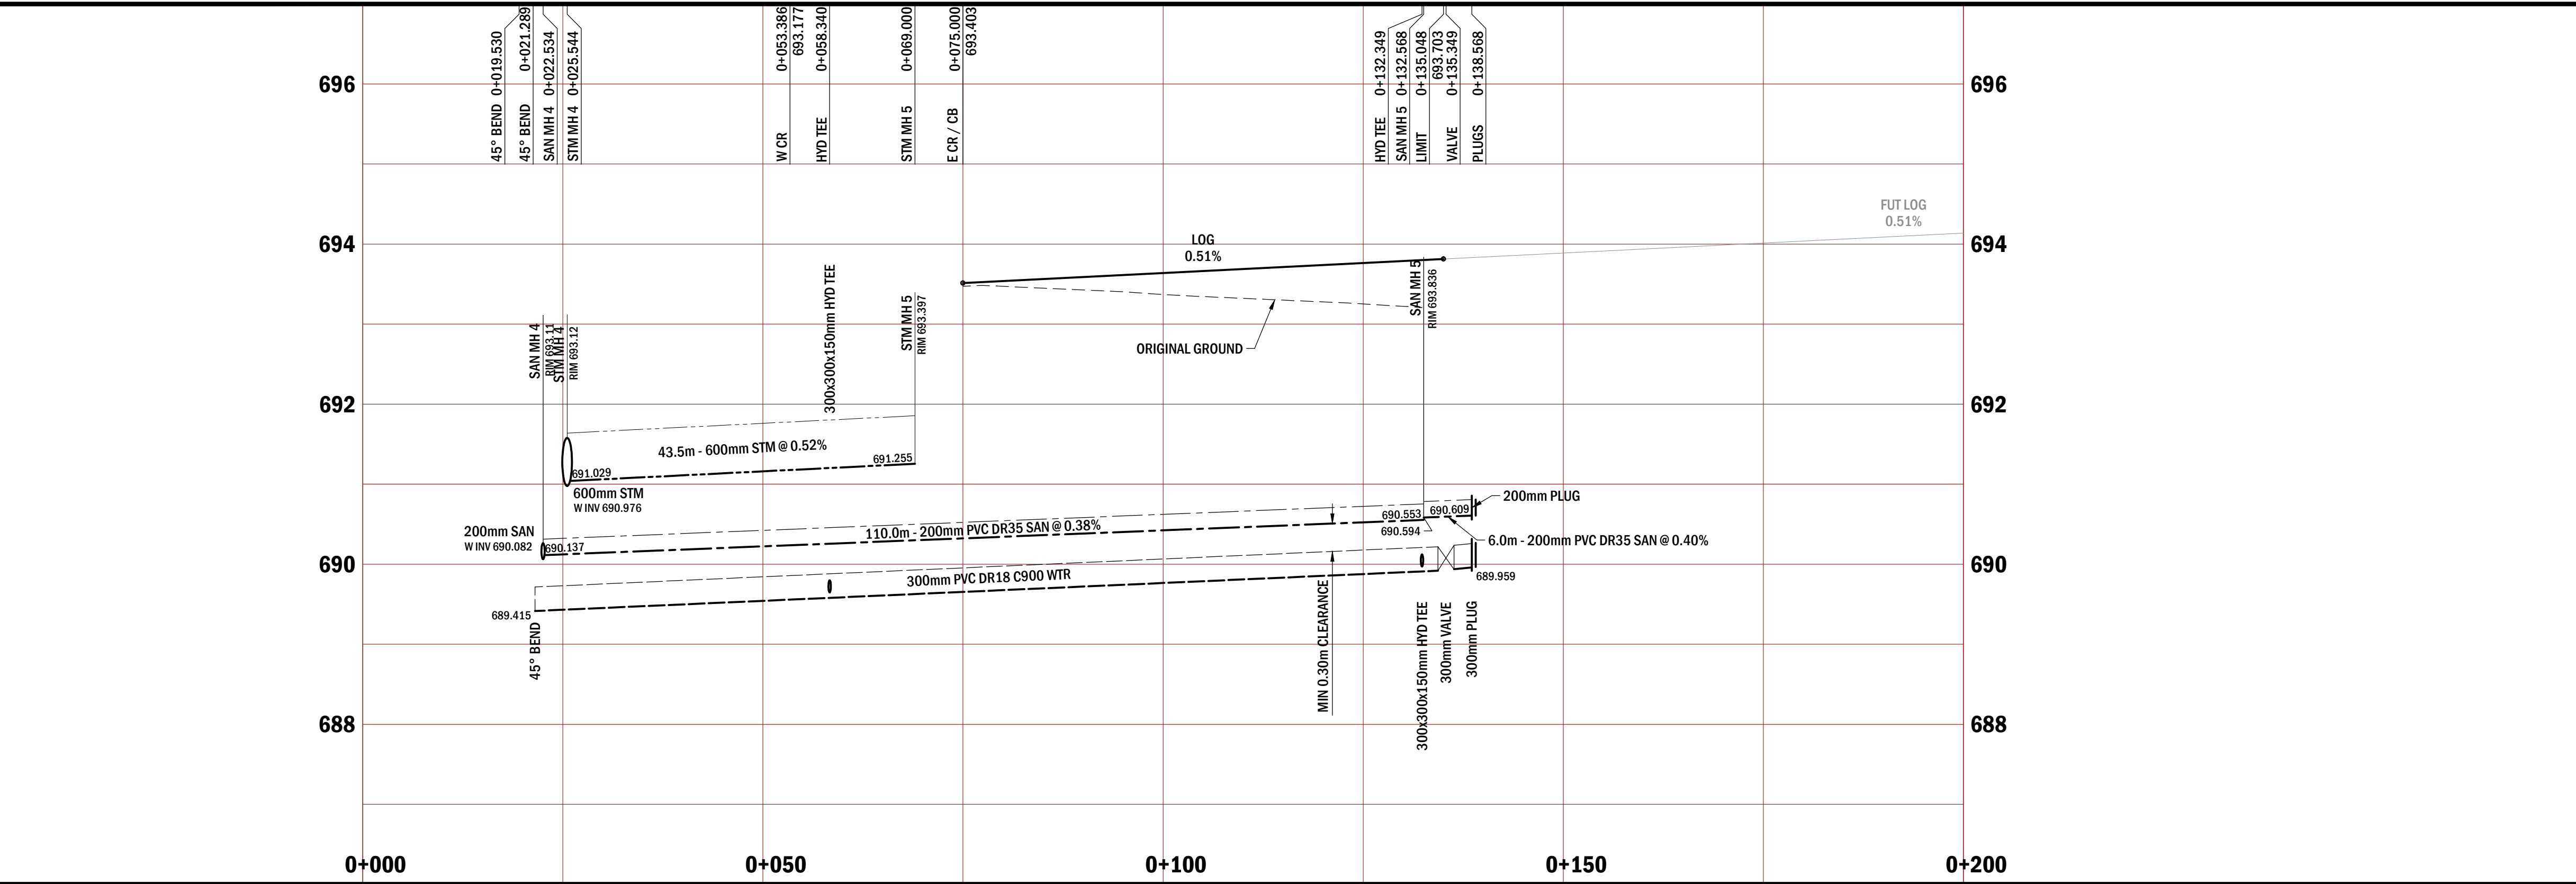 45° BEND 0+019.530
45° BEND 0+021.289
SAN MH 4 0+022.534
STM MH 4 0+025.544
W CR 0+053.386
693.177
HYD TEE 0+058.340
STM MH 5 0+069.000
E CR / CB 0+075.000
693.403
HYD TEE 0+132.349
SAN MH 5 0+132.568
LIMIT 0+135.048
693.703
VALVE 0+135.349
PLUGS 0+138.568
696
696
FUT LOG
0.51%
694
LOG
0.51%
694
SAN MH 4
RIM 693.11
STM MH 4
RIM 693.12
300x300x150mm HYD TEE
STM MH 5
RIM 693.397
SAN MH 5
RIM 693.836
ORIGINAL GROUND
692
692
43.5m - 600mm STM @ 0.52%
691.029
691.255
600mm STM
W INV 690.976
200mm PLUG
200mm SAN
W INV 690.082
690.137
110.0m - 200mm PVC DR35 SAN @ 0.38%
690.553
690.609
690.594
6.0m - 200mm PVC DR35 SAN @ 0.40%
690
690
300mm PVC DR18 C900 WTR
689.959
689.415
45° BEND
MIN 0.30m CLEARANCE
300x300x150mm HYD TEE
300mm VALVE
300mm PLUG
688
688
0+000
0+050
0+100
0+150
0+200